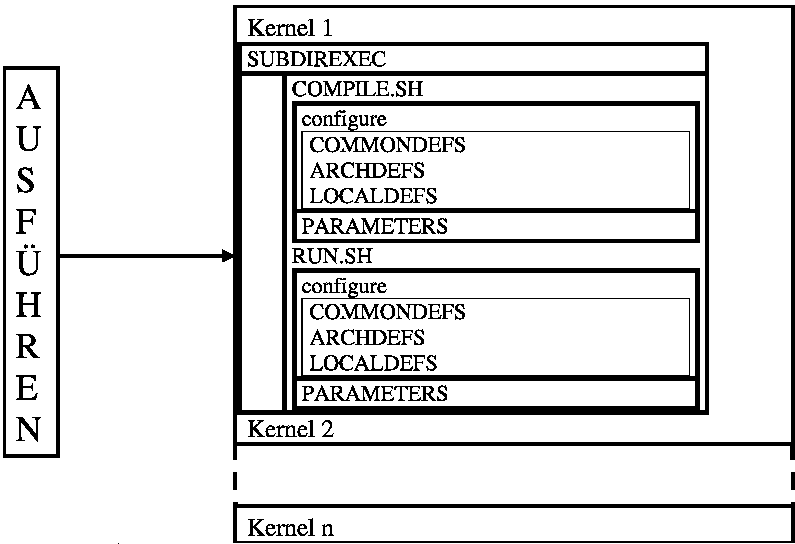 AUSFÜHREN
Kernel 1
SUBDIREXEC
COMPILE.SH
configure
COMMONDEFS
ARCHDEFS
LOCALDEFS
PARAMETERS
RUN.SH
configure
COMMONDEFS
ARCHDEFS
LOCALDEFS
PARAMETERS
Kernel 2
Kernel n